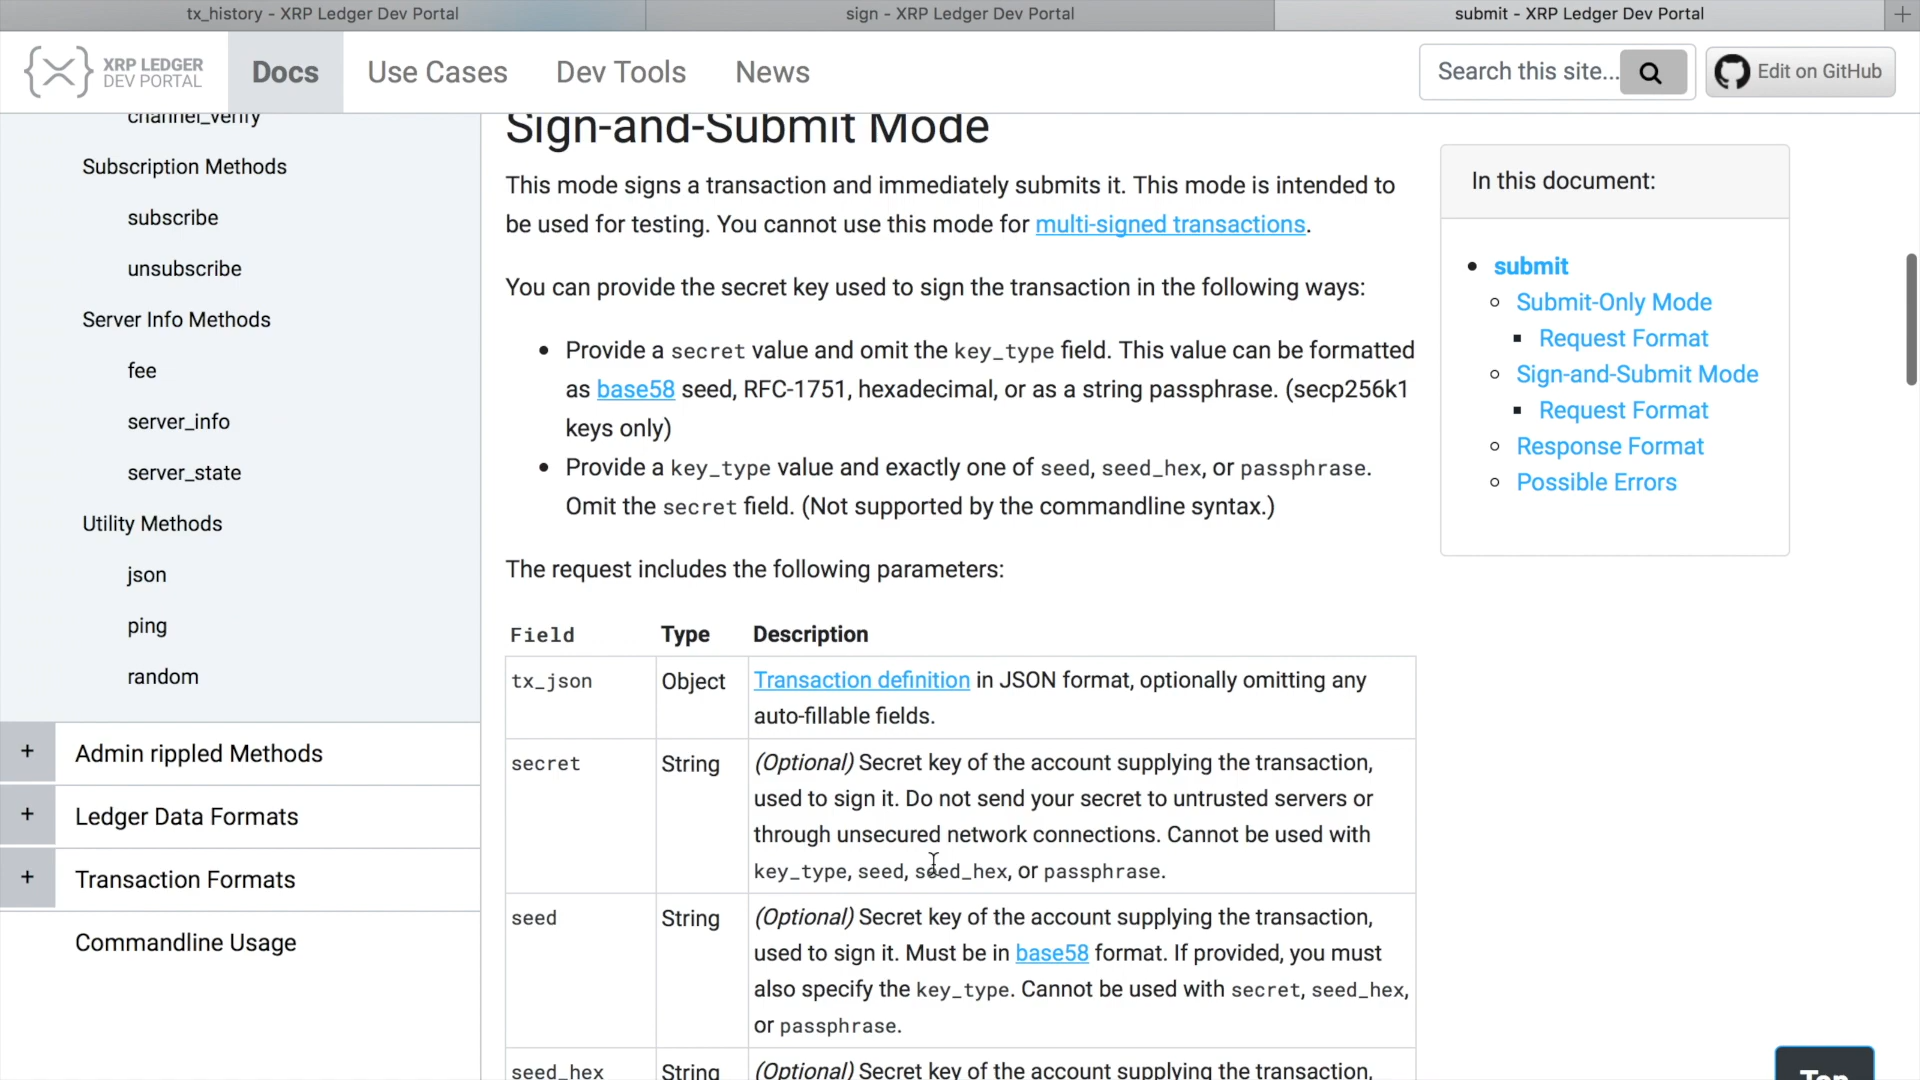 tx_history - XRP Ledger Dev Portal
sign - XRP Ledger Dev Portal
submit - XRP Ledger Dev Portal
XRP LEDGER
DEV PORTAL
Docs
Use Cases
Dev Tools
News
Search this site...
Edit on GitHub
channel_verify
Subscription Methods
subscribe
unsubscribe
Server Info Methods
fee
server_info
server_state
Utility Methods
json
ping
random
+ Admin rippled Methods
+ Ledger Data Formats
+ Transaction Formats
Commandline Usage
Sign-and-Submit Mode
This mode signs a transaction and immediately submits it. This mode is intended to
be used for testing. You cannot use this mode for multi-signed transactions.
You can provide the secret key used to sign the transaction in the following ways:
• Provide a secret value and omit the key_type field. This value can be formatted
as base58 seed, RFC-1751, hexadecimal, or as a string passphrase. (secp256k1
keys only)
• Provide a key_type value and exactly one of seed, seed_hex, or passphrase.
Omit the secret field. (Not supported by the commandline syntax.)
The request includes the following parameters:
Field Type Description
tx_json Object Transaction definition in JSON format, optionally omitting any
auto-fillable fields.
secret String (Optional) Secret key of the account supplying the transaction,
used to sign it. Do not send your secret to untrusted servers or
through unsecured network connections. Cannot be used with
key_type, seed, seed_hex, or passphrase.
seed String (Optional) Secret key of the account supplying the transaction,
used to sign it. Must be in base58 format. If provided, you must
also specify the key_type. Cannot be used with secret, seed_hex,
or passphrase.
seed_hex String (Optional) Secret key of the account supplying the transaction,
In this document:
• submit
Submit-Only Mode
Request Format
Sign-and-Submit Mode
Request Format
Response Format
Possible Errors
Top